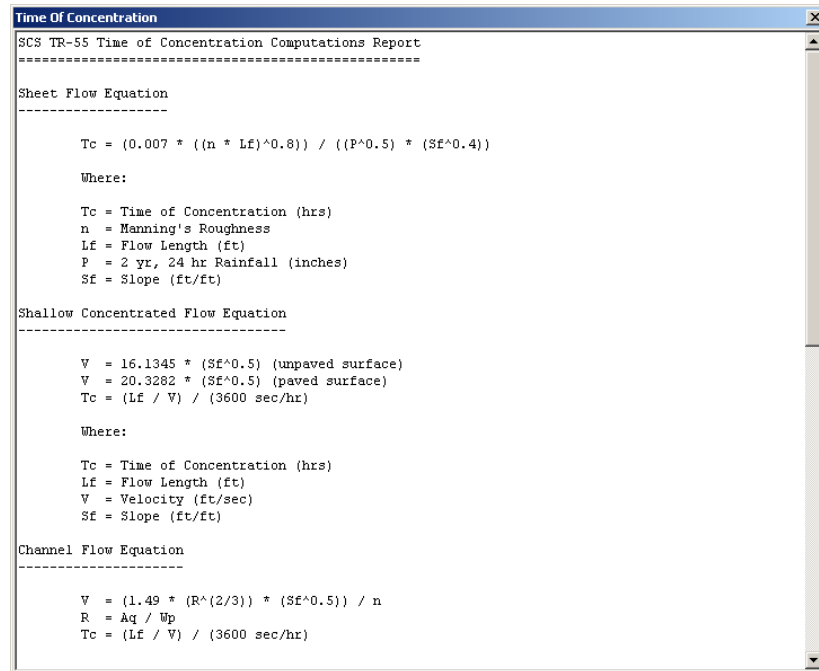 Time Of Concentration
SCS TR-55 Time of Concentration Computations Report
===================================================
Sheet Flow Equation
-------------------
Tc = (0.007 * ((n * Lf)^0.8)) / ((P^0.5) * (Sf^0.4))
Where:
Tc = Time of Concentration (hrs)
n  = Manning's Roughness
Lf = Flow Length (ft)
P  = 2 yr, 24 hr Rainfall (inches)
Sf = Slope (ft/ft)
Shallow Concentrated Flow Equation
----------------------------------
V  = 16.1345 * (Sf^0.5) (unpaved surface)
V  = 20.3282 * (Sf^0.5) (paved surface)
Tc = (Lf / V) / (3600 sec/hr)
Where:
Tc = Time of Concentration (hrs)
Lf = Flow Length (ft)
V  = Velocity (ft/sec)
Sf = Slope (ft/ft)
Channel Flow Equation
---------------------
V  = (1.49 * (R^(2/3)) * (Sf^0.5)) / n
R  = Aq / Wp
Tc = (Lf / V) / (3600 sec/hr)